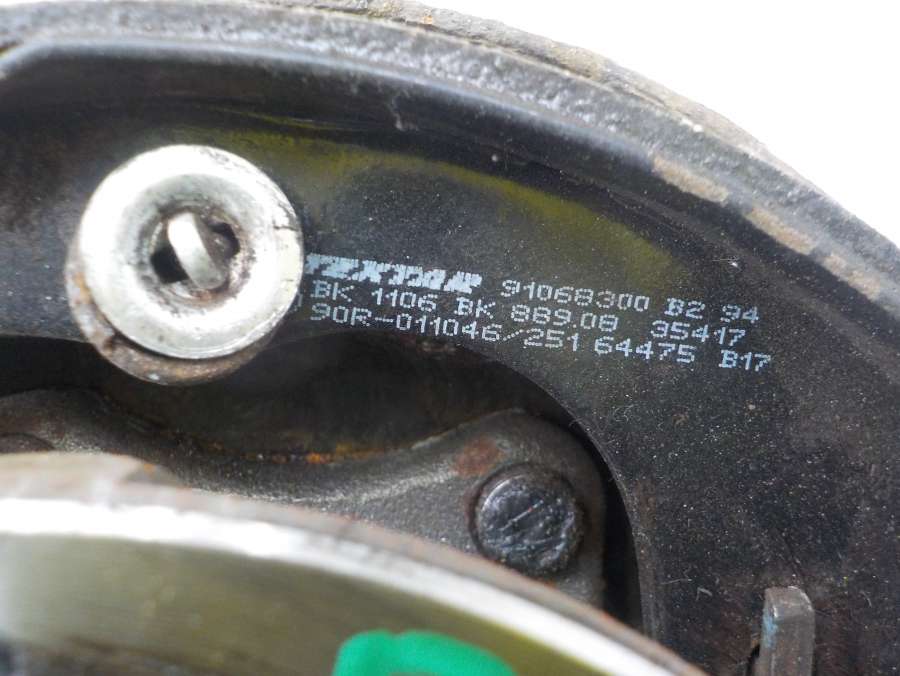 TEXTAR 91068300 B2 94
BK 1106 BK 889.08 35417
90R-011046/251 64475 B17